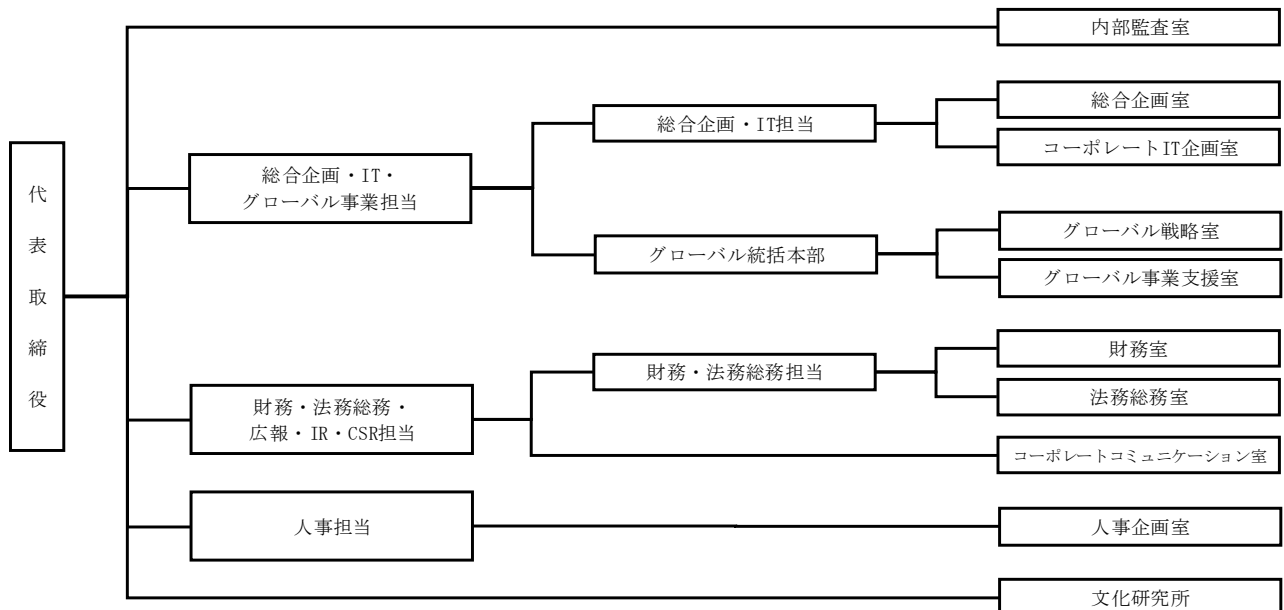 代表取締役
内部監査室
総合企画・IT・
グローバル事業担当
総合企画・IT担当
総合企画室
コーポレートIT企画室
グローバル統括本部
グローバル戦略室
グローバル事業支援室
財務・法務総務・
広報・IR・CSR担当
財務・法務総務担当
財務室
法務総務室
コーポレートコミュニケーション室
人事担当
人事企画室
文化研究所